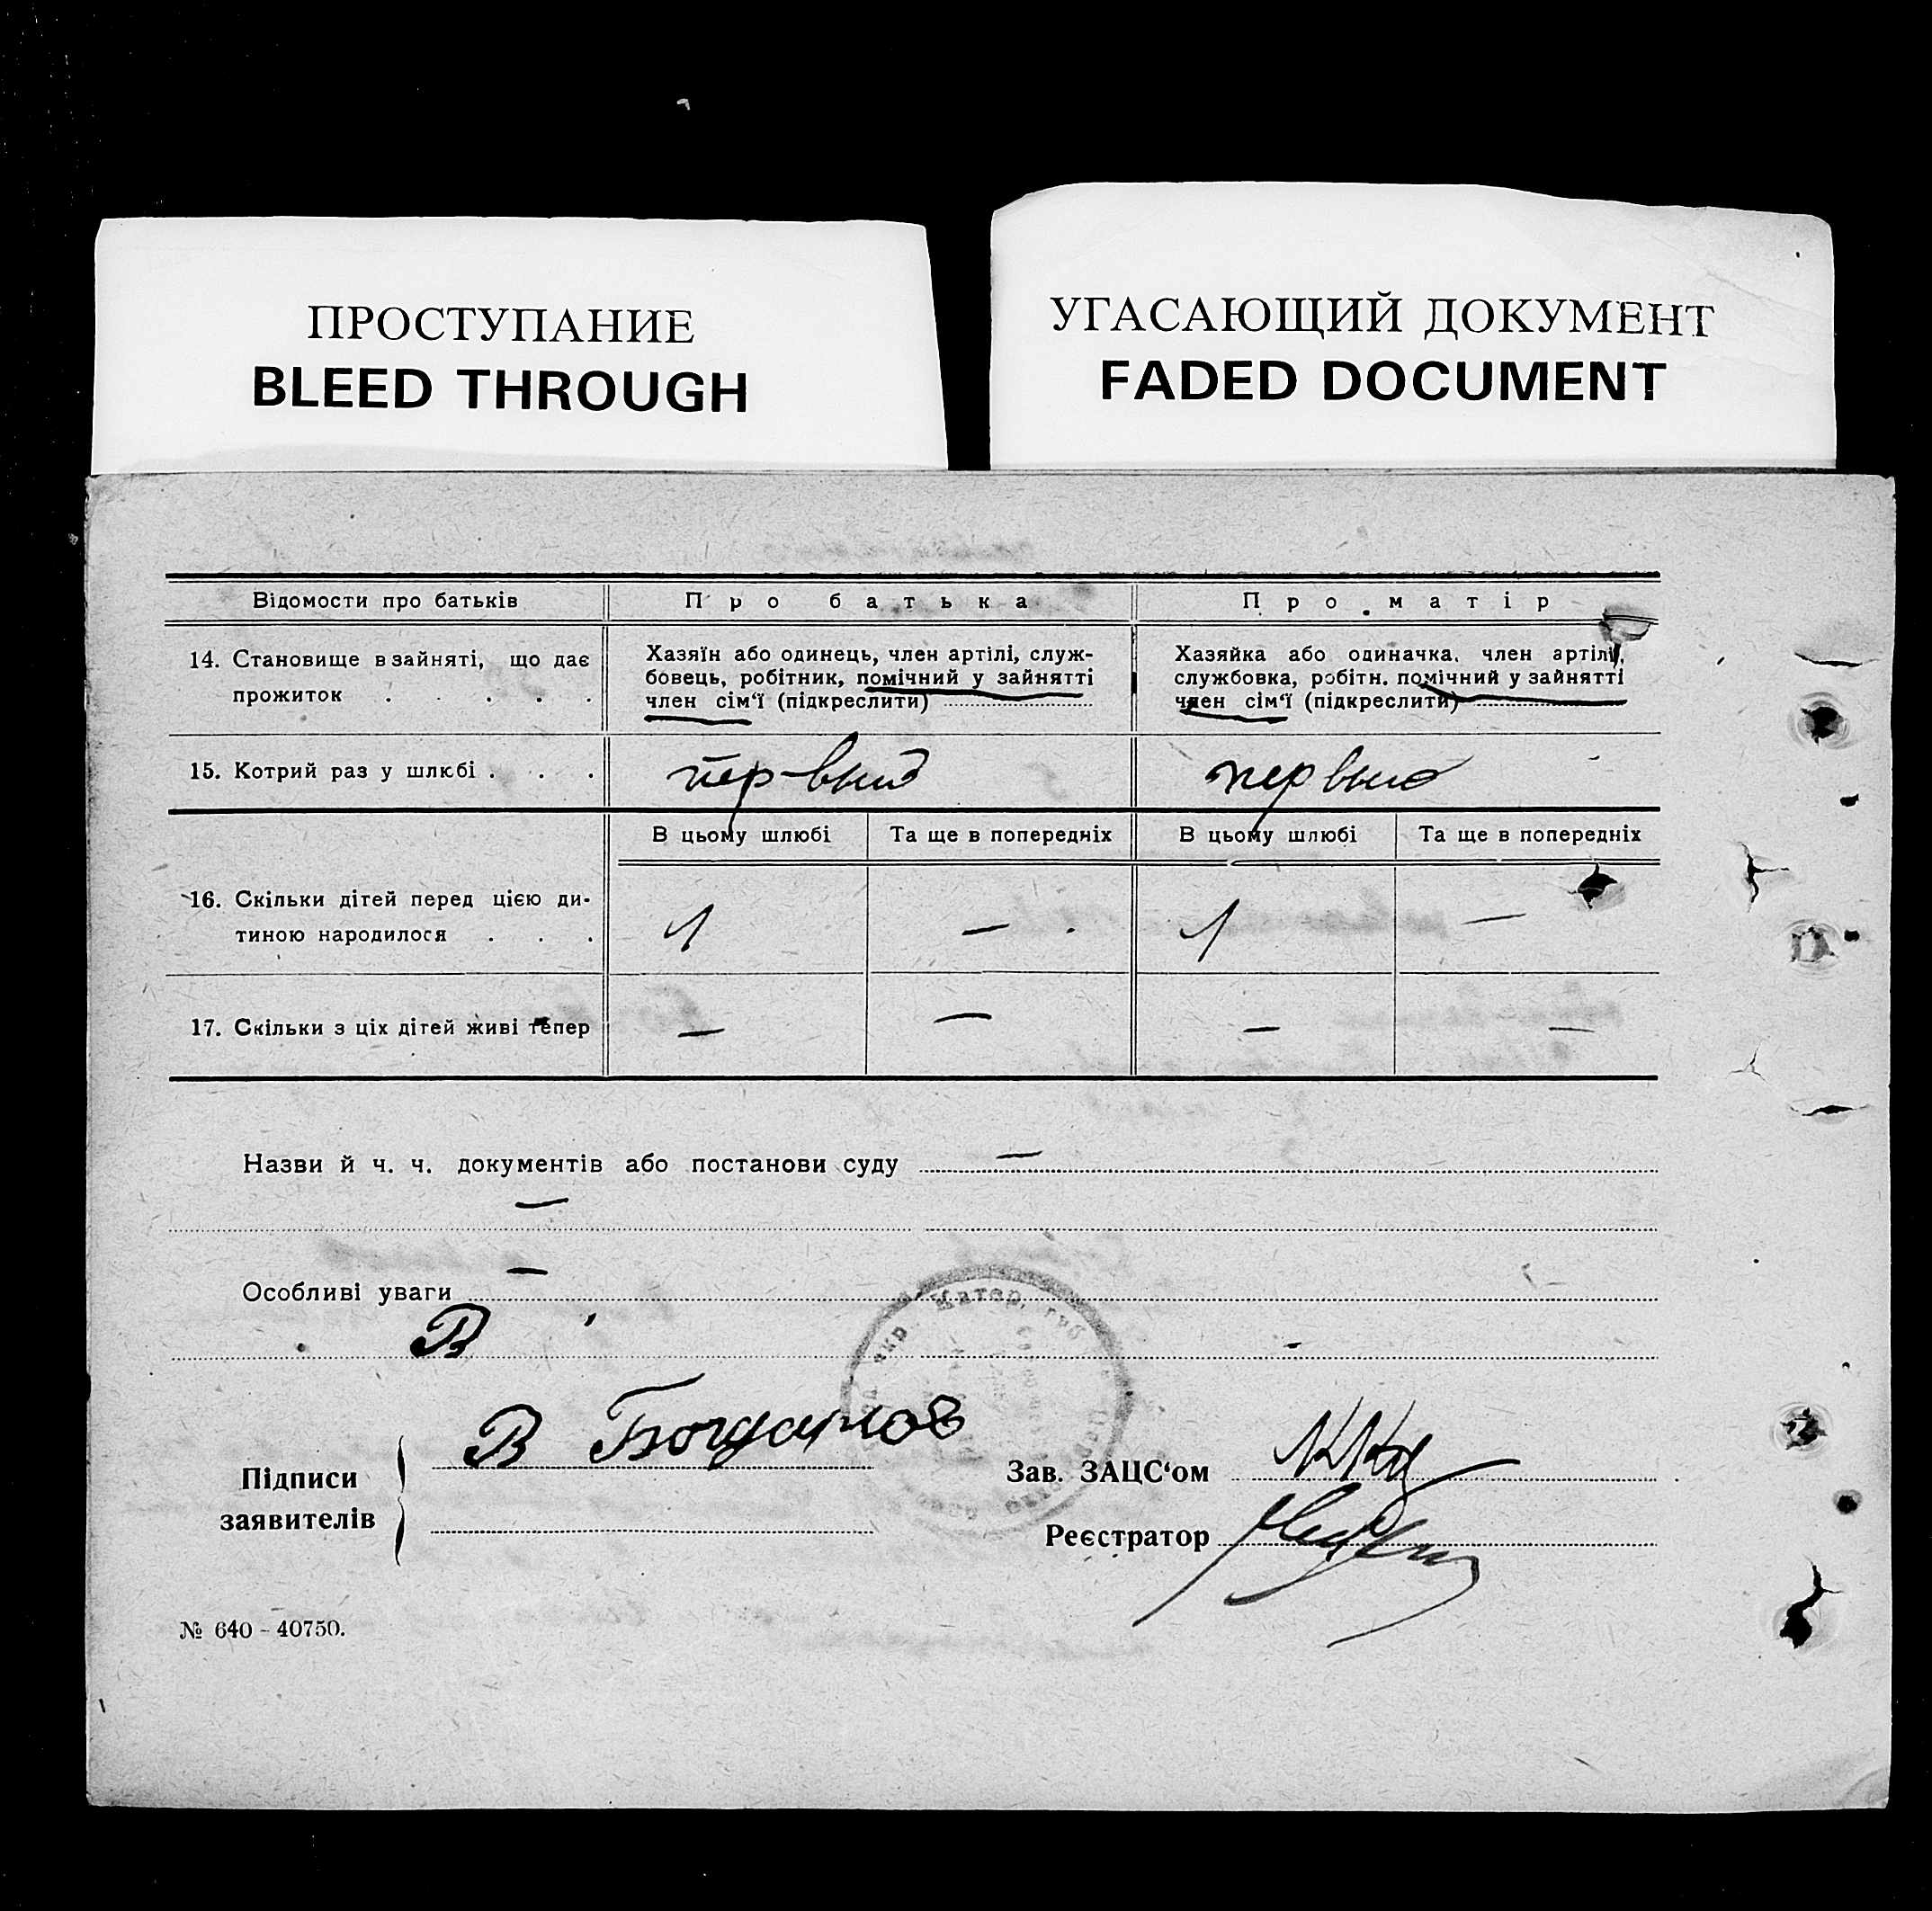 ПРОСТУПАНИЕ
BLEED THROUGH
УГАСАЮЩИЙ ДОКУМЕНТ
FADED DOCUMENT
Відомости про батьків
Про батька
Про матір
14. Становище в зайняті, що дає
прожиток . . . . .
Хазяїн або одинець, член артілі, служ-
бовець, робітник, помічний у зайнятті
член сім'ї (підкреслити)
Хазяйка або одиначка, член артілі,
службовка, робітн. помічний у зайнятті
член сім'ї (підкреслити)
15. Котрий раз у шлюбі . . .
первый
первый
В цьому шлюбі
Та ще в попередніх
В цьому шлюбі
Та ще в попередніх
16. Скільки дітей перед цією ди-
тиною народилося . . .
1 — 1 —
17. Скільки з ціх дітей живі тепер
— — — —
Назви й ч. ч. документів або постанови суду —
—
Особливі уваги —
В
Підписи
заявителів
В Богданов
Зав. ЗАЦС'ом
Реєстратор
№ 640 - 40750.